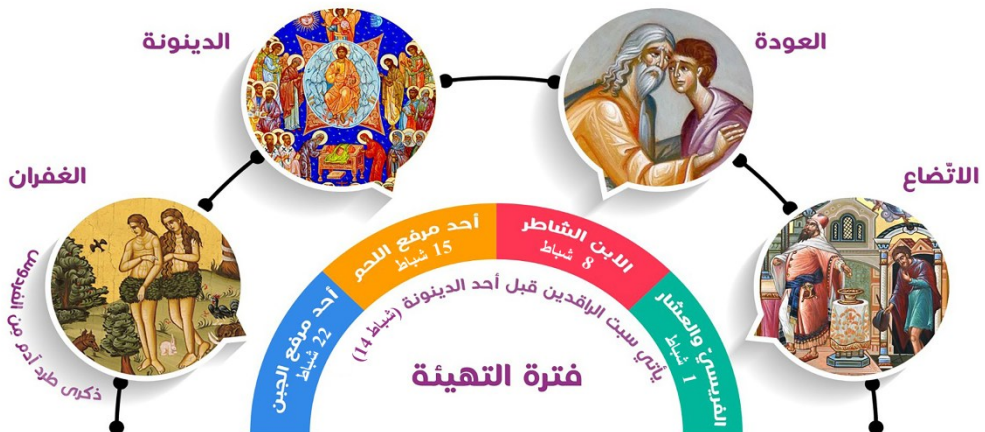 العودة
الدينونة
الاتّضاع
الغفران
الفريسيّ والعشار
1 شباط
الابن الشاطر
8 شباط
أحد مرفع اللحم
15 شباط
أحد مرفع الجبن
22 شباط
يأتي سبت الراقدين قبل أحد الدينونة (شباط 14)
فترة التهيئة
ذكرى طرد آدم من الفردوس